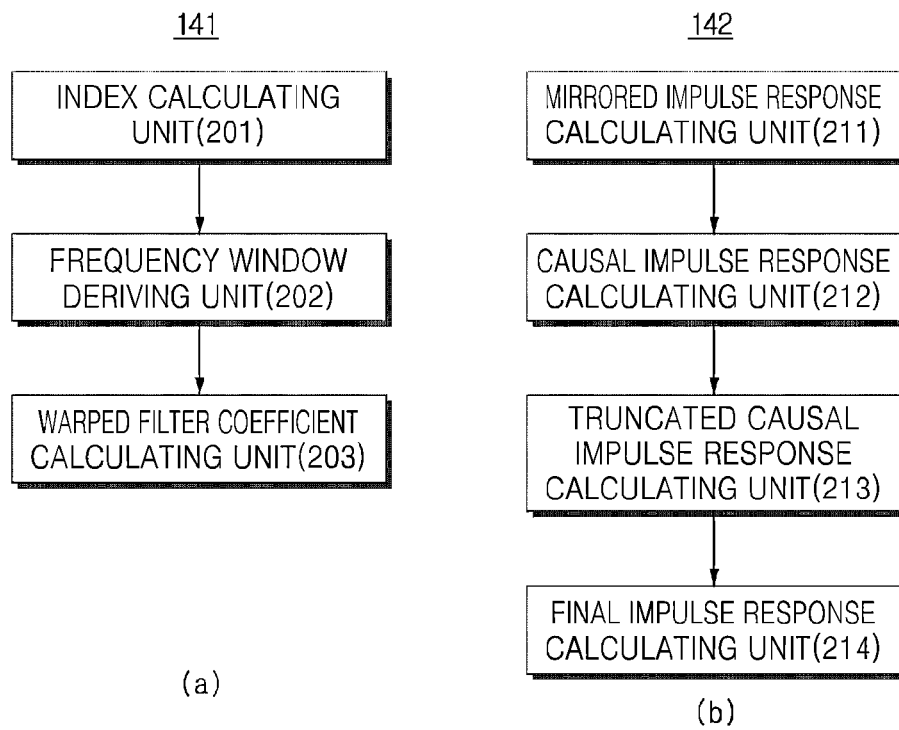 141
INDEX CALCULATING
UNIT(201)
FREQUENCY WINDOW
DERIVING UNIT(202)
WARPED FILTER COEFFICIENT
CALCULATING UNIT(203)
(a)
142
MIRRORED IMPULSE RESPONSE
CALCULATING UNIT(211)
CAUSAL IMPULSE RESPONSE
CALCULATING UNIT(212)
TRUNCATED CAUSAL
IMPULSE RESPONSE
CALCULATING UNIT(213)
FINAL IMPULSE RESPONSE
CALCULATING UNIT(214)
(b)